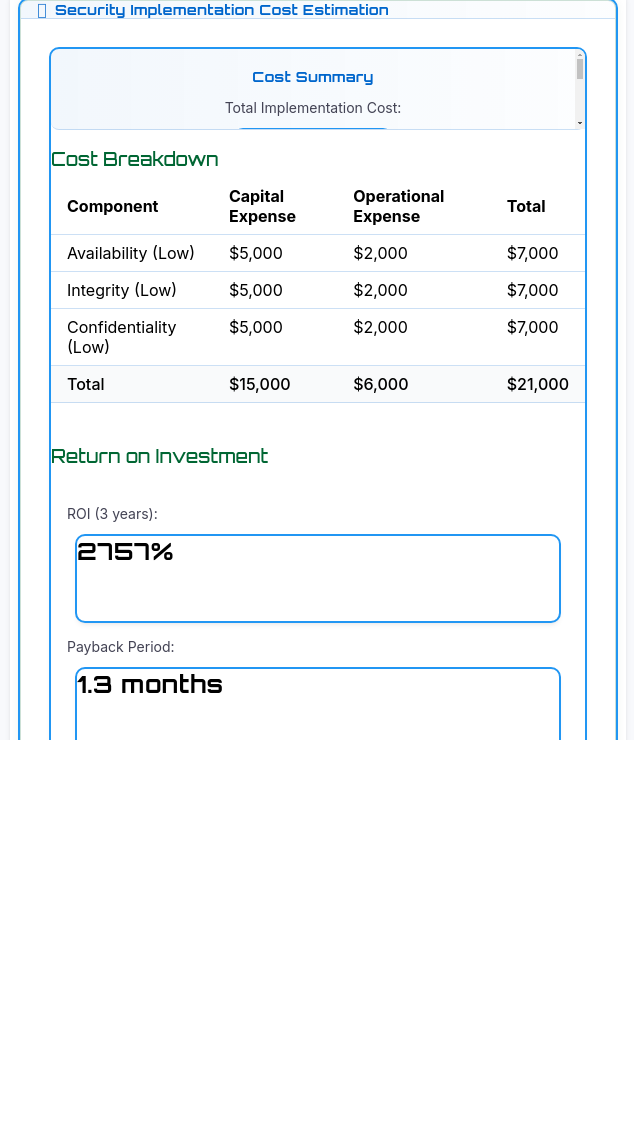 Security Implementation Cost Estimation
Cost Summary
Total Implementation Cost:
Cost Breakdown
Component Capital Expense Operational Expense Total
Availability (Low) $5,000 $2,000 $7,000
Integrity (Low) $5,000 $2,000 $7,000
Confidentiality (Low) $5,000 $2,000 $7,000
Total $15,000 $6,000 $21,000
Return on Investment
ROI (3 years):
2757%
Payback Period:
1.3 months